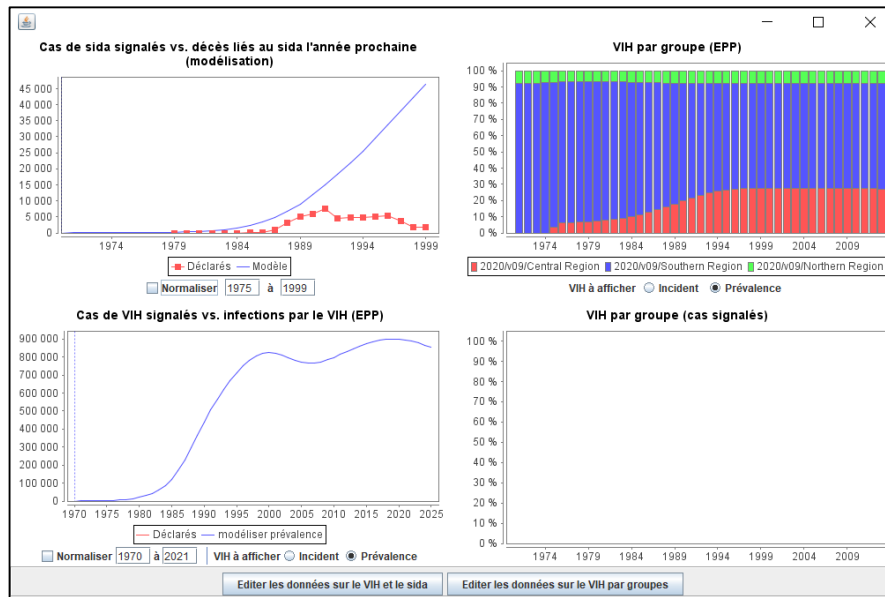 Cas de sida signalés vs. décès liés au sida l'année prochaine
(modélisation)
45 000
40 000
35 000
30 000
25 000
20 000
15 000
10 000
5 000
0
1974 1979 1984 1989 1994 1999
Déclarés Modèle
Normaliser 1975 à 1999
VIH par groupe (EPP)
100 %
90 %
80 %
70 %
60 %
50 %
40 %
30 %
20 %
10 %
0 %
1974 1979 1984 1989 1994 1999 2004 2009
2020/v09/Central Region 2020/v09/Southern Region 2020/v09/Northern Region
VIH à afficher Incident Prévalence
Cas de VIH signalés vs. infections par le VIH (EPP)
900 000
800 000
700 000
600 000
500 000
400 000
300 000
200 000
100 000
0
1970 1975 1980 1985 1990 1995 2000 2005 2010 2015 2020 2025
Déclarés modéliser prévalence
Normaliser 1970 à 2021 VIH à afficher Incident Prévalence
VIH par groupe (cas signalés)
100 %
90 %
80 %
70 %
60 %
50 %
40 %
30 %
20 %
10 %
0 %
1974 1979 1984 1989 1994 1999 2004 2009
Editer les données sur le VIH et le sida Editer les données sur le VIH par groupes